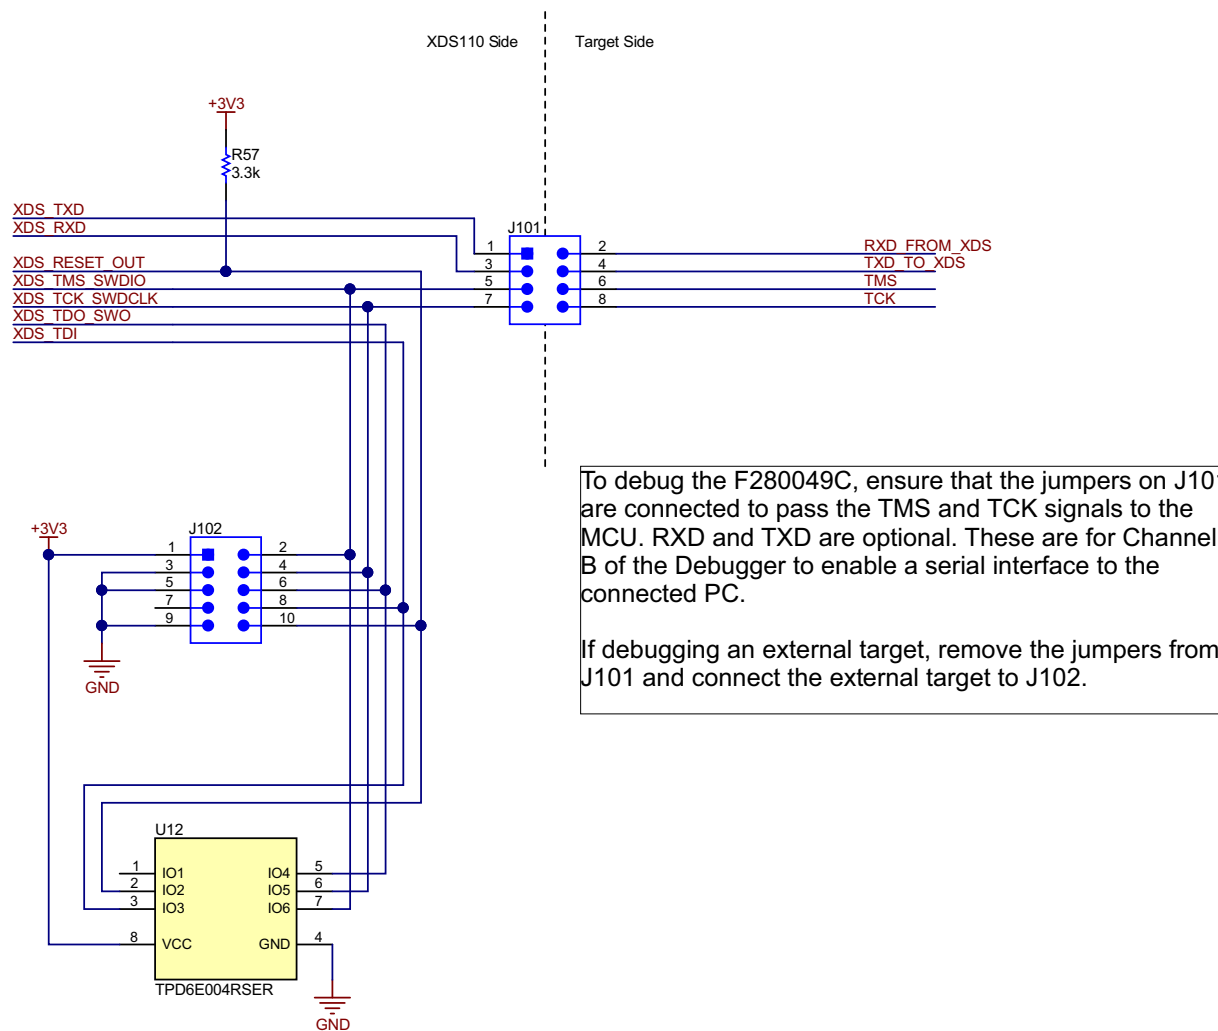 XDS110 Side Target Side
+3V3
R57
3.3k
XDS_TXD
XDS_RXD
J101
1 2 RXD_FROM_XDS
XDS_RESET_OUT 3 4 TXD_TO_XDS
XDS_TMS_SWDIO 5 6 TMS
XDS_TCK_SWDCLK 7 8 TCK
XDS_TDO_SWO
XDS_TDI
To debug the F280049C, ensure that the jumpers on J101
are connected to pass the TMS and TCK signals to the
MCU. RXD and TXD are optional. These are for Channel
B of the Debugger to enable a serial interface to the
connected PC.
If debugging an external target, remove the jumpers from
J101 and connect the external target to J102.
+3V3 J102
1 2
3 4
5 6
7 8
9 10
GND
U12
1 IO1 IO4 5
2 IO2 IO5 6
3 IO3 IO6 7
8 VCC GND 4
TPD6E004RSER
GND